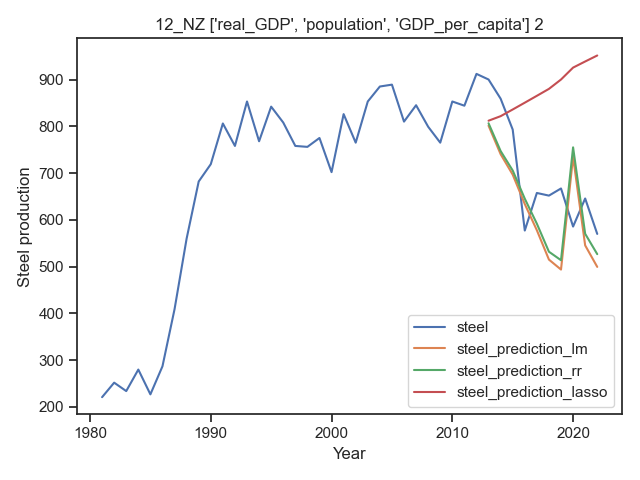 12_NZ ['real_GDP', 'population', 'GDP_per_capita'] 2
900
800
700
600
500
400
300
200
Steel production
1980
1990
2000
2010
2020
Year
steel
steel_prediction_lm
steel_prediction_rr
steel_prediction_lasso